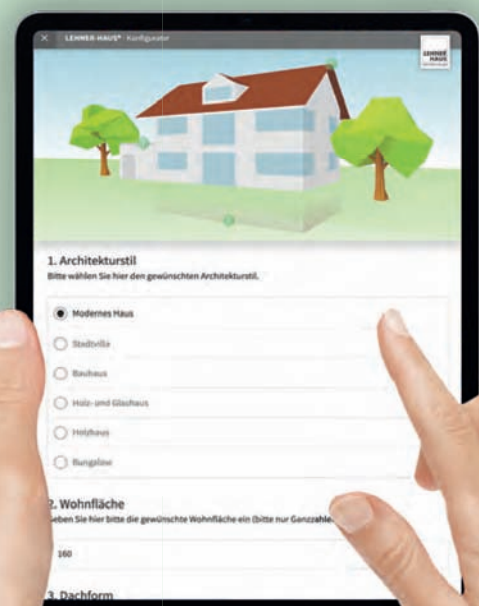 × LEHNER-HAUS® Konfigurator
LEHNER
HAUS
1. Architekturstil
Bitte wählen Sie hier den gewünschten Architekturstil.
Modernes Haus
Stadtvilla
Bauhaus
Holz- und Glashaus
Holzhaus
Bungalow
2. Wohnfläche
Geben Sie hier bitte die gewünschte Wohnfläche ein (bitte nur Ganzzahle
160
3. Dachform